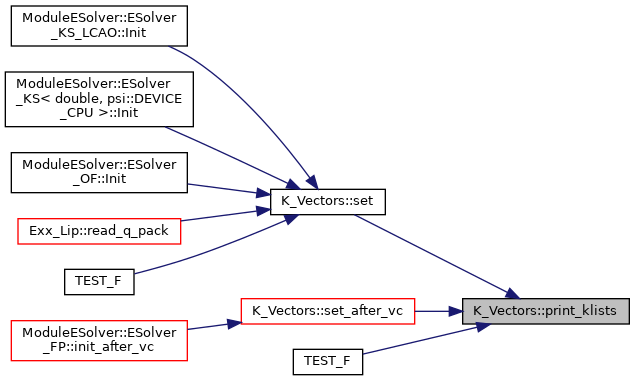 ModuleESolver::ESolver
_KS_LCAO::Init
ModuleESolver::ESolver
_KS< double, psi::DEVICE
_CPU >::Init
ModuleESolver::ESolver
_OF::Init
K_Vectors::set
Exx_Lip::read_q_pack
TEST_F
K_Vectors::set_after_vc
K_Vectors::print_klists
ModuleESolver::ESolver
_FP::init_after_vc
TEST_F